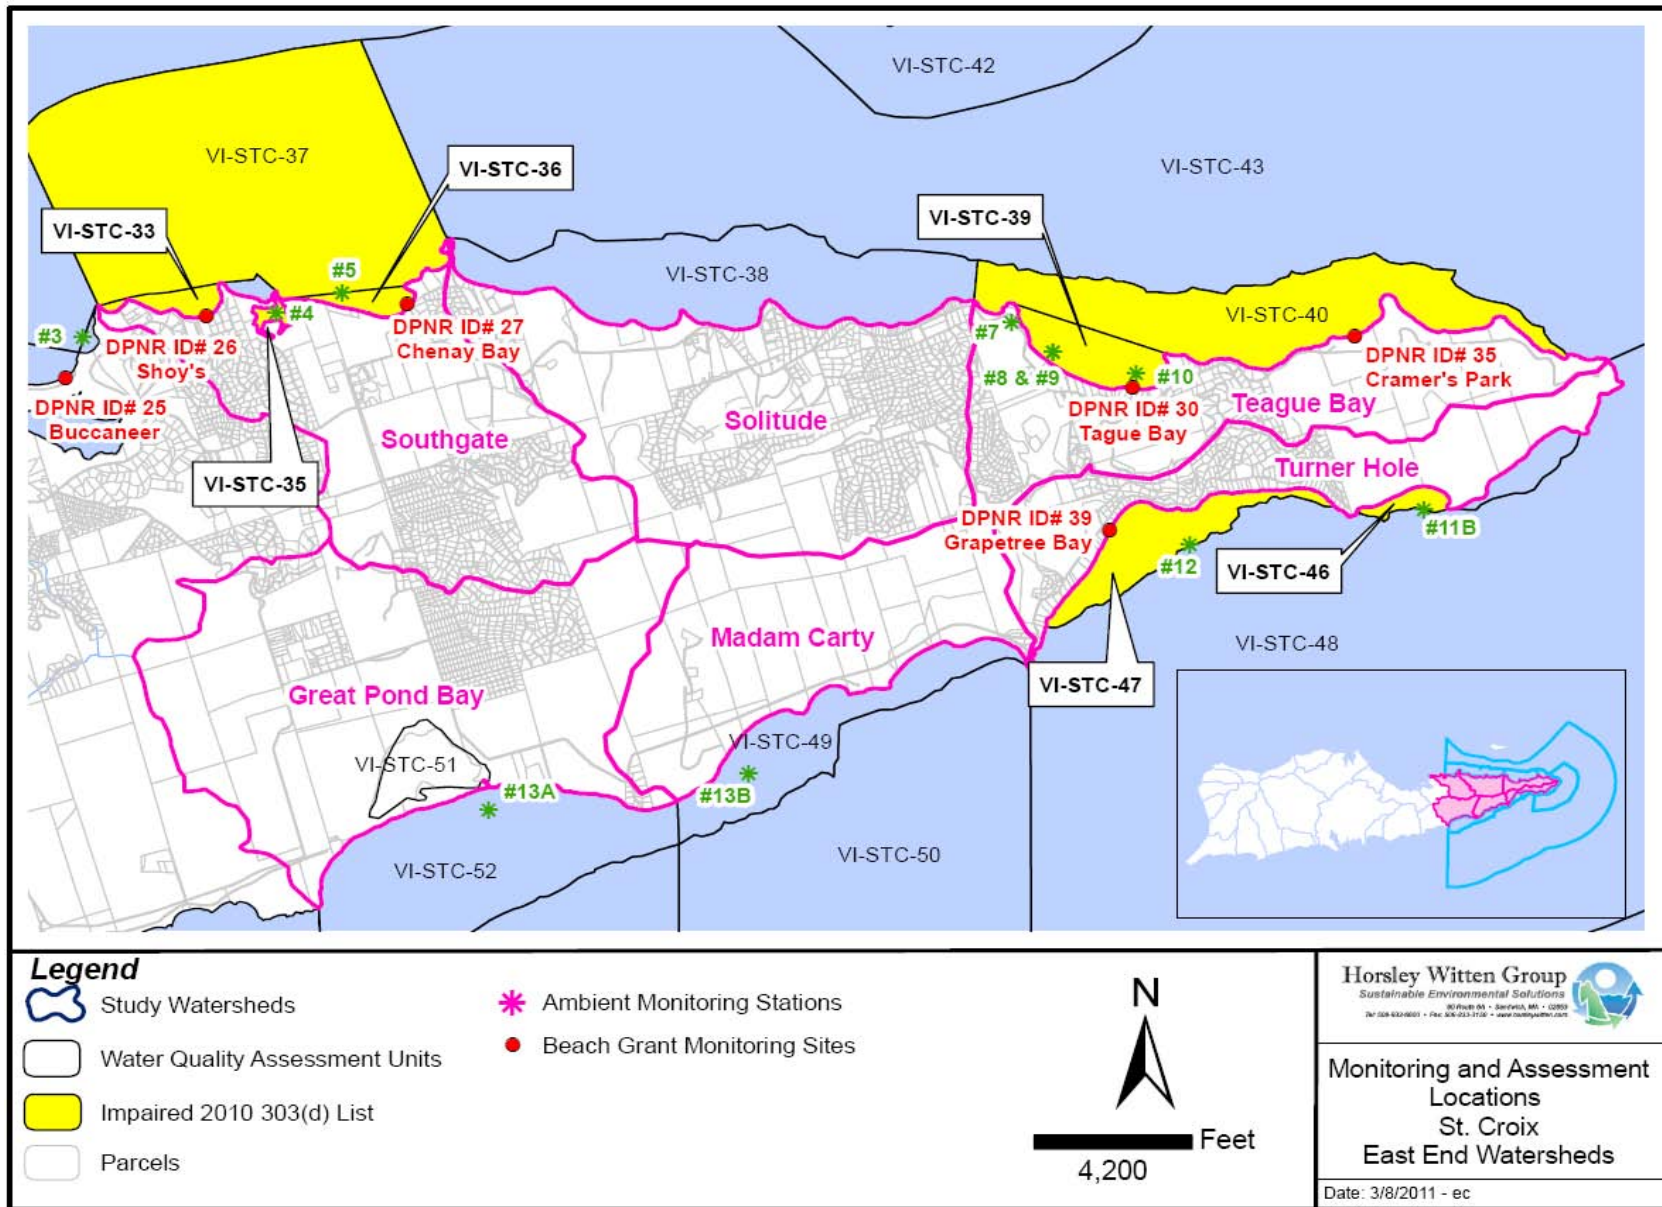 VI-STC-42
VI-STC-37
VI-STC-36
VI-STC-43
VI-STC-33
VI-STC-39
#5
VI-STC-38
VI-STC-40
#3
#4
DPNR ID# 26
Shoy's
DPNR ID# 27
Chenay Bay
#7
#8 & #9
#10
DPNR ID# 35
Cramer's Park
DPNR ID# 25
Buccaneer
DPNR ID# 30
Tague Bay
Teague Bay
Solitude
Southgate
Turner Hole
VI-STC-35
DPNR ID# 39
Grapetree Bay
#11B
#12
VI-STC-46
Madam Carty
VI-STC-48
VI-STC-47
Great Pond Bay
VI-STC-49
VI-STC-51
#13A
#13B
VI-STC-50
VI-STC-52
Legend
Study Watersheds
Water Quality Assessment Units
Impaired 2010 303(d) List
Parcels
Ambient Monitoring Stations
Beach Grant Monitoring Sites
N
Feet
4,200
Horsley Witten Group
Sustainable Environmental Solutions
Monitoring and Assessment
Locations
St. Croix
East End Watersheds
Date: 3/8/2011 - ec